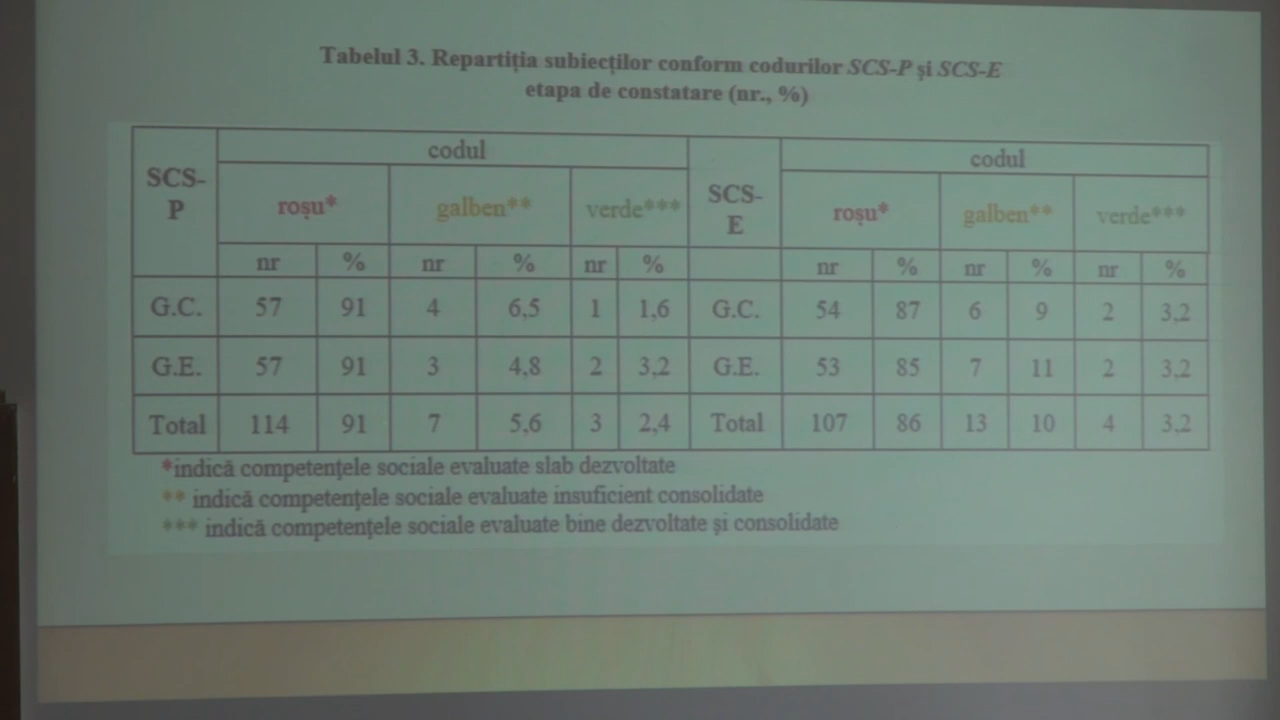 Tabelul 3. Repartiția subiecților conform codurilor SCS-P și SCS-E
etapa de constatare (nr., %)
SCS-P codul SCS-E codul
roșu* galben** verde*** roșu* galben** verde***
nr % nr % nr % nr % nr % nr %
G.C. 57 91 4 6,5 1 1,6 G.C. 54 87 6 9 2 3,2
G.E. 57 91 3 4,8 2 3,2 G.E. 53 85 7 11 2 3,2
Total 114 91 7 5,6 3 2,4 Total 107 86 13 10 4 3,2
*indică competențele sociale evaluate slab dezvoltate
** indică competențele sociale evaluate insuficient consolidate
*** indică competențele sociale evaluate bine dezvoltate și consolidate